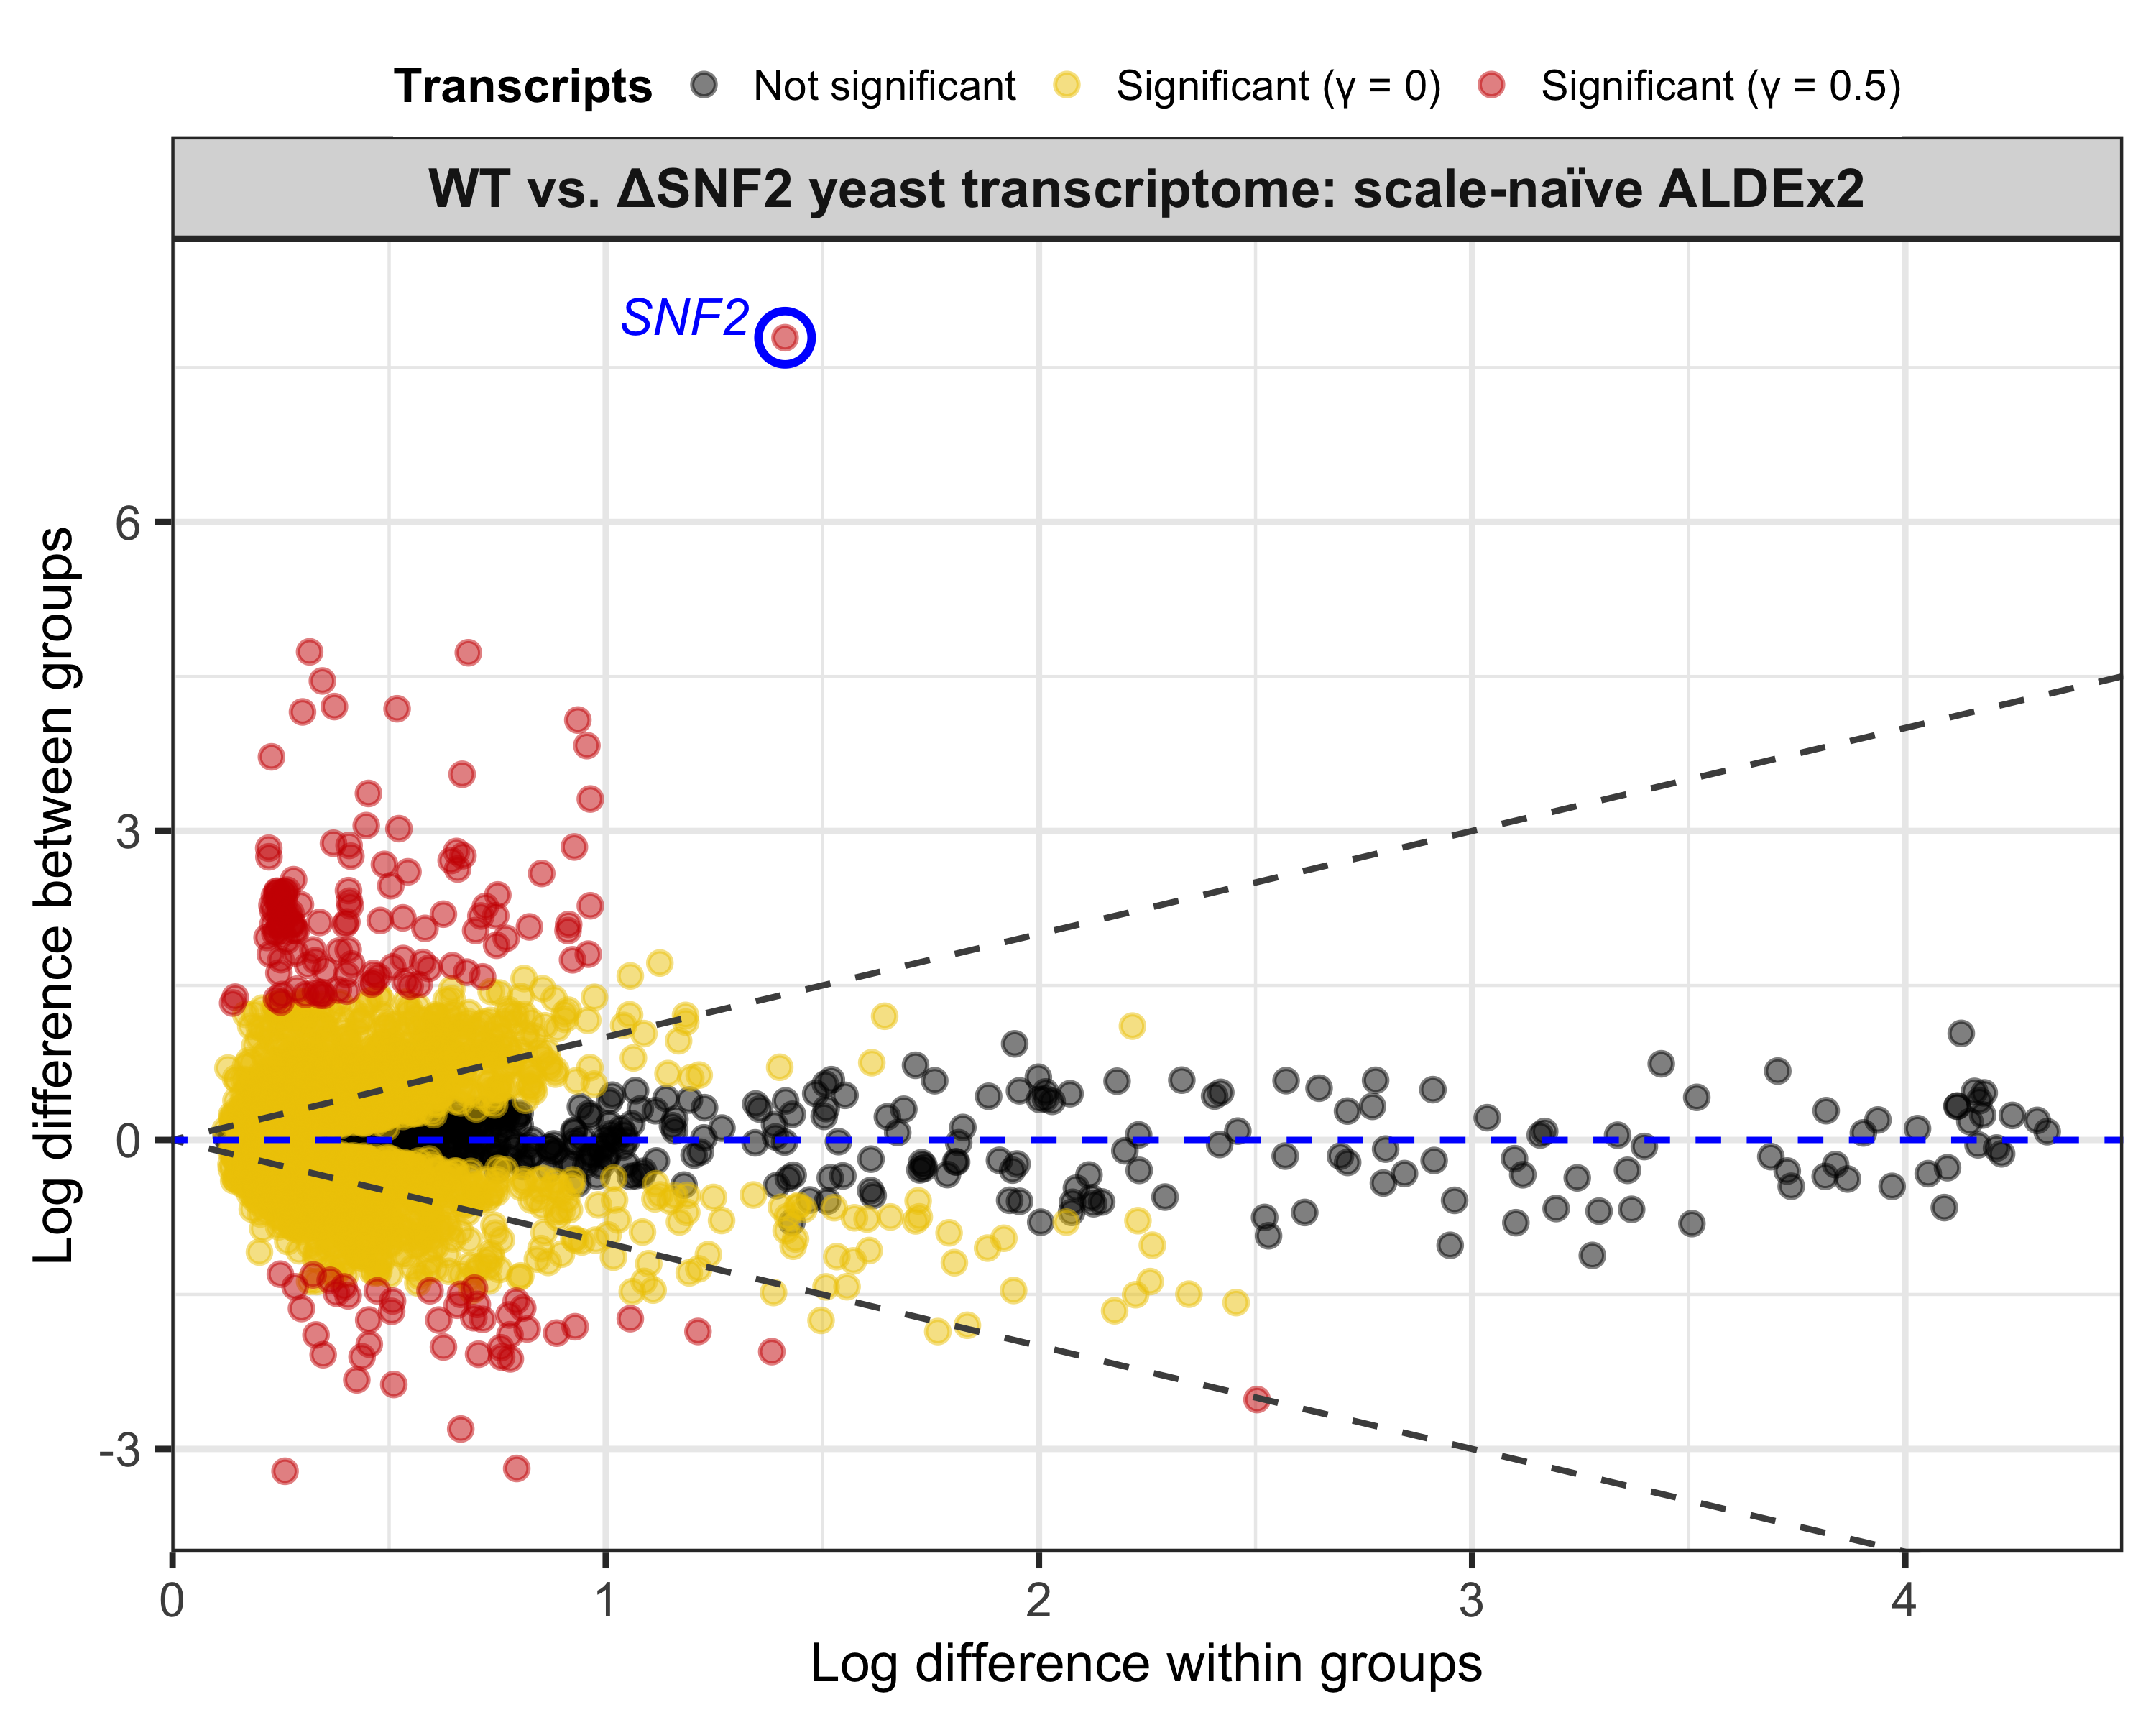 Transcripts Not significant Significant (γ = 0) Significant (γ = 0.5)
WT vs. ΔSNF2 yeast transcriptome: scale-naïve ALDEx2
SNF2
Log difference between groups
6
3
0
-3
0 1 2 3 4
Log difference within groups